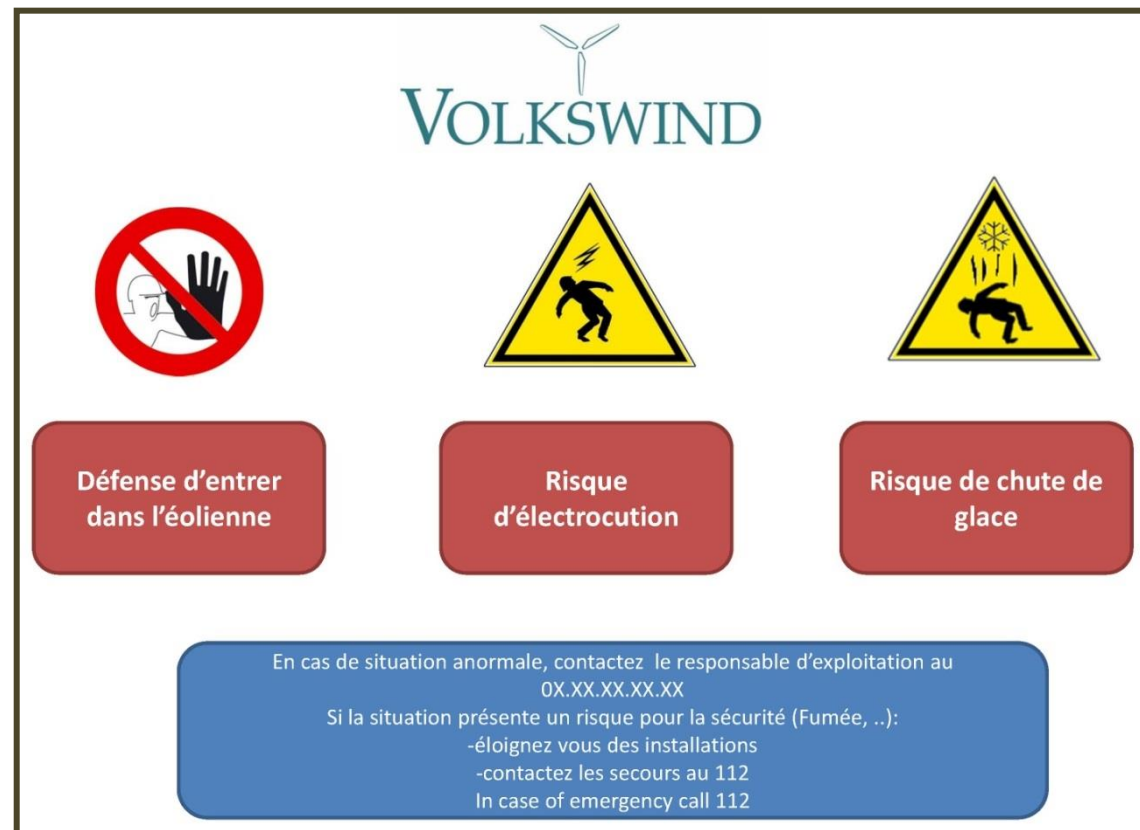 VOLKSWIND
Défense d'entrer
dans l'éolienne
Risque
d'électrocution
Risque de chute de
glace
En cas de situation anormale, contactez  le responsable d'exploitation au
0X.XX.XX.XX.XX
Si la situation présente un risque pour la sécurité (Fumée, ..):
-éloignez vous des installations
-contactez les secours au 112
In case of emergency call 112